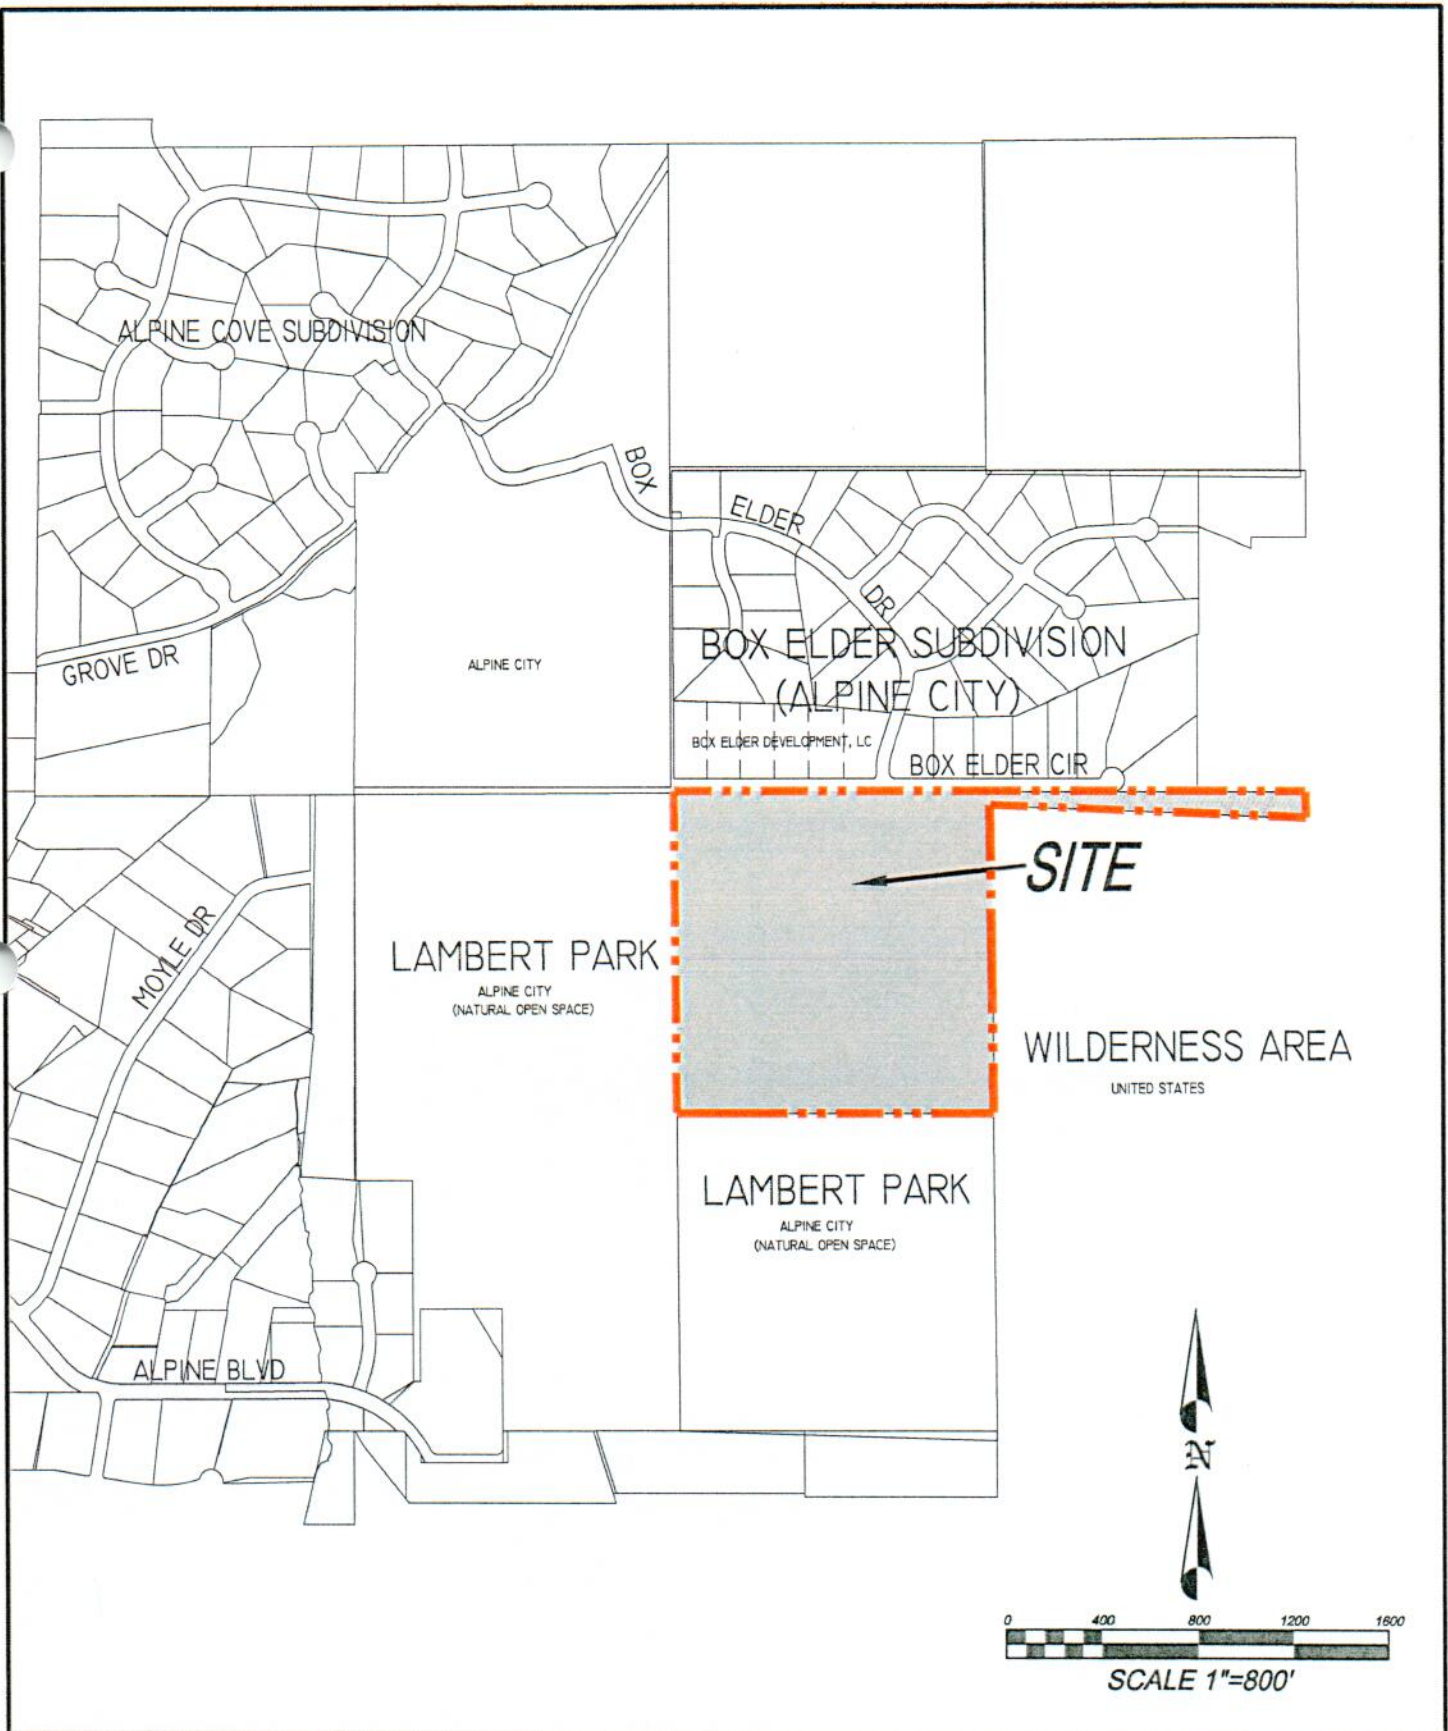 ALPINE COVE SUBDIVISION
BOX
ELDER
DR
GROVE DR
ALPINE CITY
BOX ELDER SUBDIVISION
(ALPINE CITY)
BOX ELDER DEVELOPMENT, LC
BOX ELDER CIR
SITE
MOYLE DR
LAMBERT PARK
ALPINE CITY
(NATURAL OPEN SPACE)
WILDERNESS AREA
UNITED STATES
LAMBERT PARK
ALPINE CITY
(NATURAL OPEN SPACE)
ALPINE BLVD
N
0 400 800 1200 1600
SCALE 1"=800'